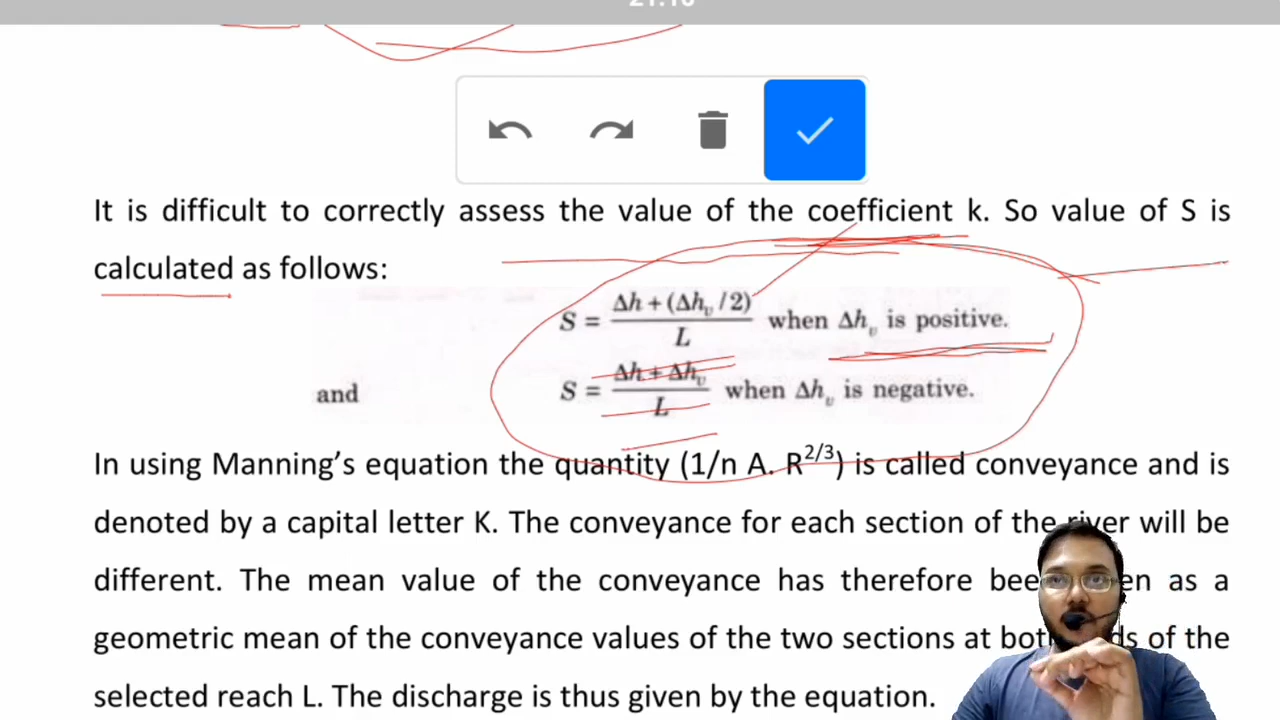 It is difficult to correctly assess the value of the coefficient k. So value of S is
calculated as follows:
S = Δh + (Δh_v /2) / L when Δh_v is positive.
and S = Δh + Δh_v / L when Δh_v is negative.
In using Manning's equation the quantity (1/n A. R^2/3) is called conveyance and is
denoted by a capital letter K. The conveyance for each section of the river will be
different. The mean value of the conveyance has therefore as a
geometric mean of the conveyance values of the two sections at of the
selected reach L. The discharge is thus given by the equation.